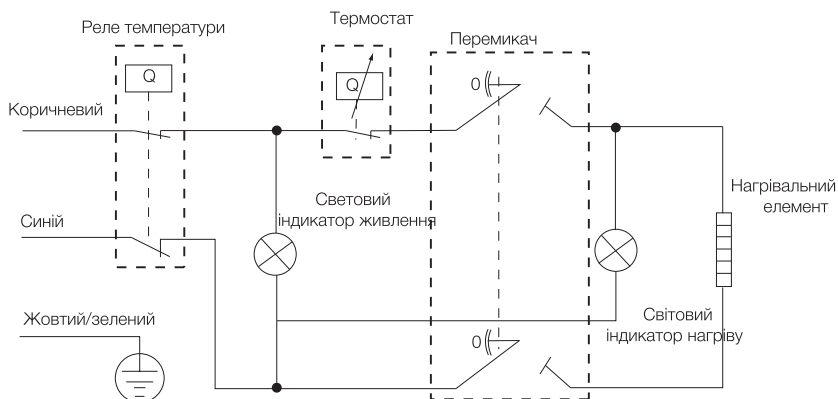 Реле температури
Термостат
Перемикач
Q
Q
0
Коричневий
Световий
індикатор живлення
Нагрівальний
елемент
Синій
Жовтий/зелений
Світовий
індикатор нагріву
0